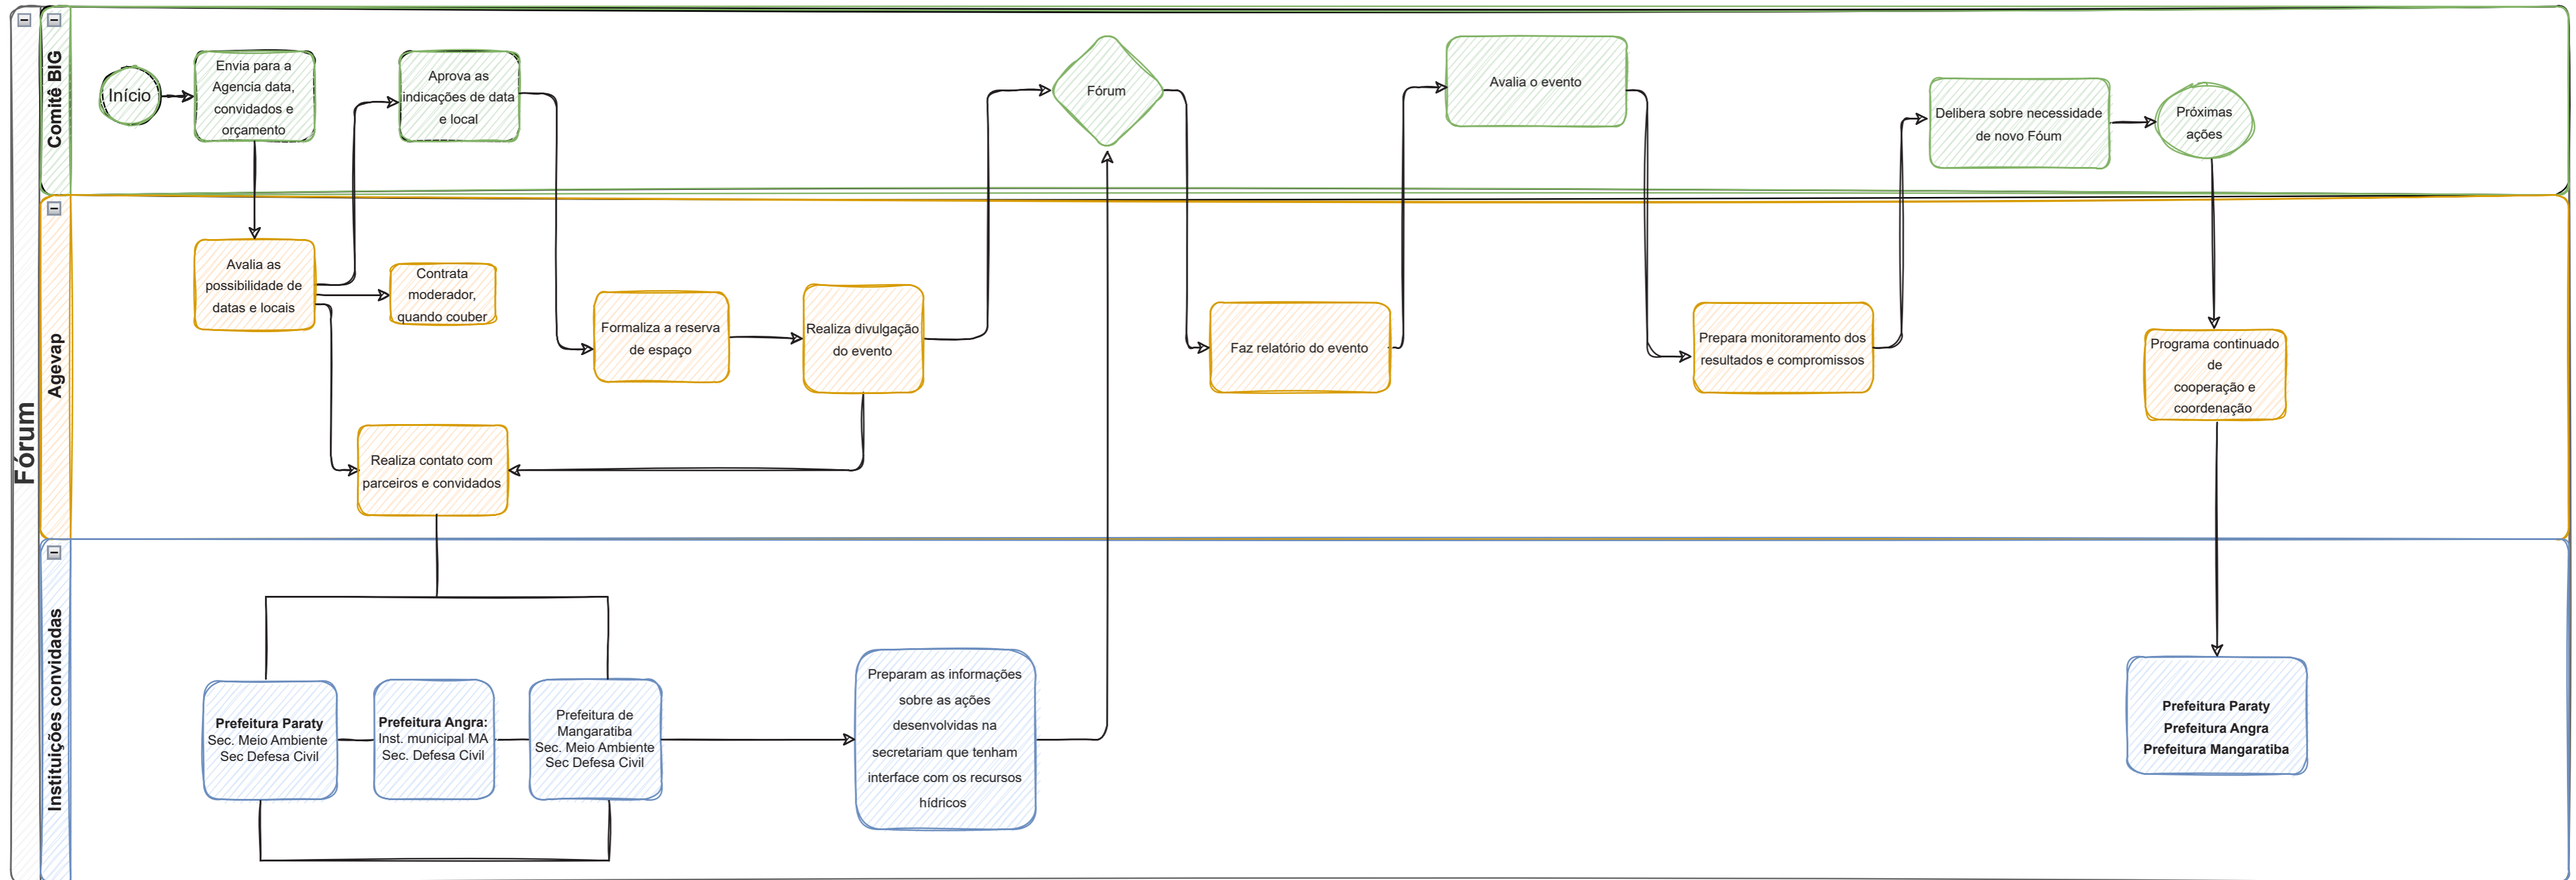 Fórum
Comitê BIG
Início
Envia para a
Agencia data,
convidados e
orçamento
Aprova as
indicações de data
e local
Fórum
Avalia o evento
Delibera sobre necessidade
de novo Fóum
Próximas
ações
Agevap
Avalia as
possibilidade de
datas e locais
Contrata
moderador,
quando couber
Formaliza a reserva
de espaço
Realiza divulgação
do evento
Faz relatório do evento
Prepara monitoramento dos
resultados e compromissos
Programa continuado
de
cooperação e
coordenação
Realiza contato com
parceiros e convidados
Instituições convidadas
Prefeitura Paraty
Sec. Meio Ambiente
Sec Defesa Civil
Prefeitura Angra:
Inst. municipal MA
Sec. Defesa Civil
Prefeitura de
Mangaratiba
Sec. Meio Ambiente
Sec Defesa Civil
Preparam as informações
sobre as ações
desenvolvidas na
secretariam que tenham
interface com os recursos
hídricos
Prefeitura Paraty
Prefeitura Angra
Prefeitura Mangaratiba